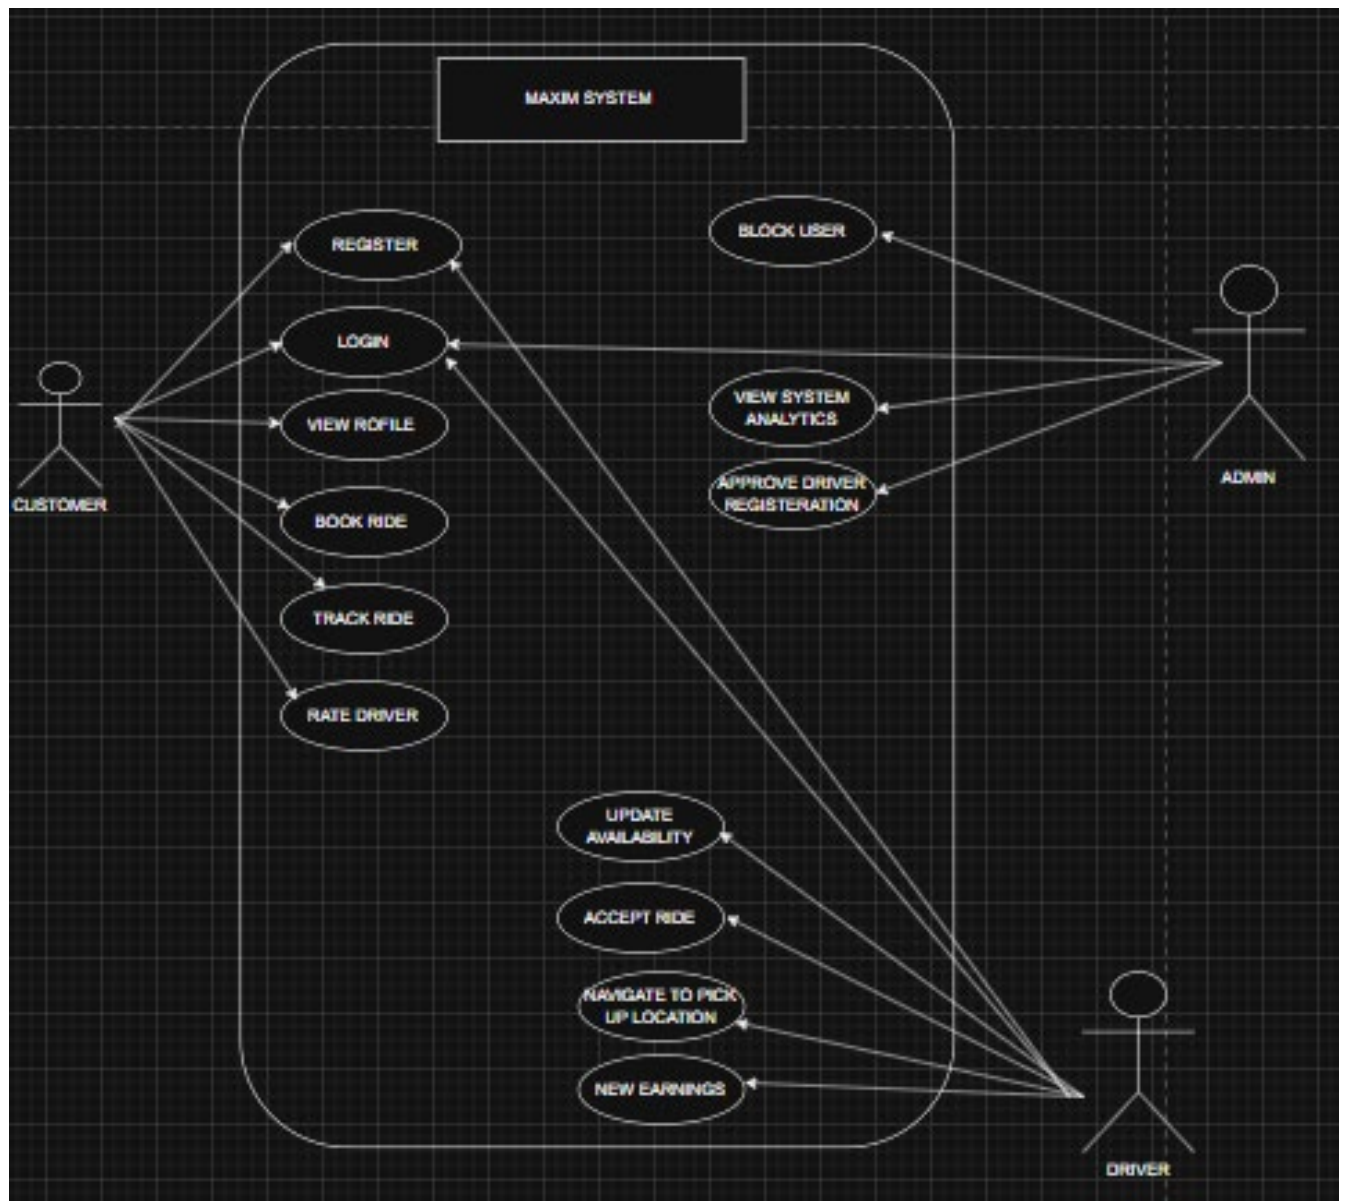 MAXIM SYSTEM
REGISTER
BLOCK USER
LOGIN
VIEW SYSTEM
ANALYTICS
VIEW ROFILE
CUSTOMER
ADMIN
APPROVE DRIVER
REGISTERATION
BOOK RIDE
TRACK RIDE
RATE DRIVER
UPDATE
AVAILABILITY
ACCEPT RIDE
NAVIGATE TO PICK
UP LOCATION
NEW EARNINGS
DRIVER